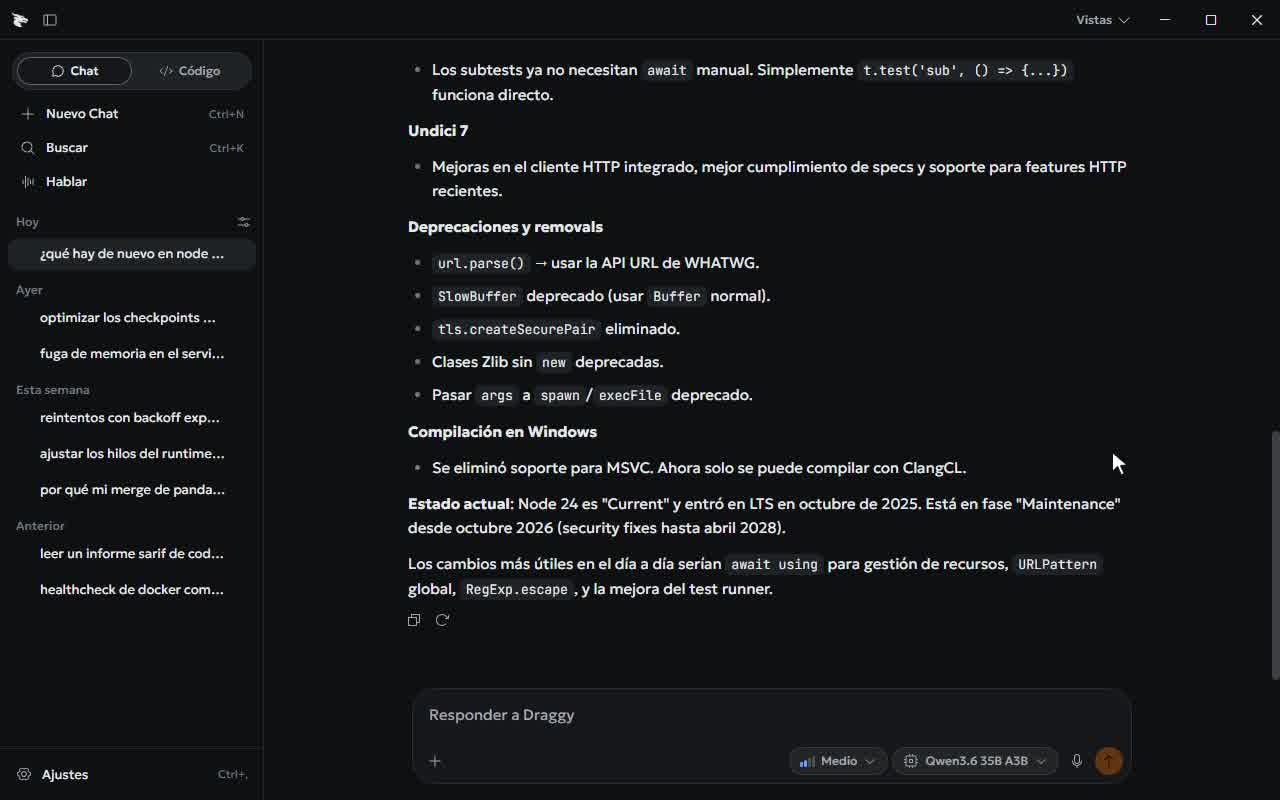 Vistas
Chat
Código
Nuevo Chat Ctrl+N
Buscar Ctrl+K
Hablar
Hoy
¿qué hay de nuevo en node ...
Ayer
optimizar los checkpoints ...
fuga de memoria en el servi...
Esta semana
reintentos con backoff exp...
ajustar los hilos del runtime...
por qué mi merge de panda...
Anterior
leer un informe sarif de cod...
healthcheck de docker com...
Ajustes Ctrl+,
Los subtests ya no necesitan await manual. Simplemente t.test('sub', () => {...})
funciona directo.
Undici 7
Mejoras en el cliente HTTP integrado, mejor cumplimiento de specs y soporte para features HTTP
recientes.
Deprecaciones y removals
url.parse() → usar la API URL de WHATWG.
SlowBuffer deprecado (usar Buffer normal).
tls.createSecurePair eliminado.
Clases Zlib sin new deprecadas.
Pasar args a spawn / execFile deprecado.
Compilación en Windows
Se eliminó soporte para MSVC. Ahora solo se puede compilar con ClangCL.
Estado actual: Node 24 es "Current" y entró en LTS en octubre de 2025. Está en fase "Maintenance"
desde octubre 2026 (security fixes hasta abril 2028).
Los cambios más útiles en el día a día serían await using para gestión de recursos, URLPattern
global, RegExp.escape, y la mejora del test runner.
Responder a Draggy
Medio
Qwen3.6 35B A3B